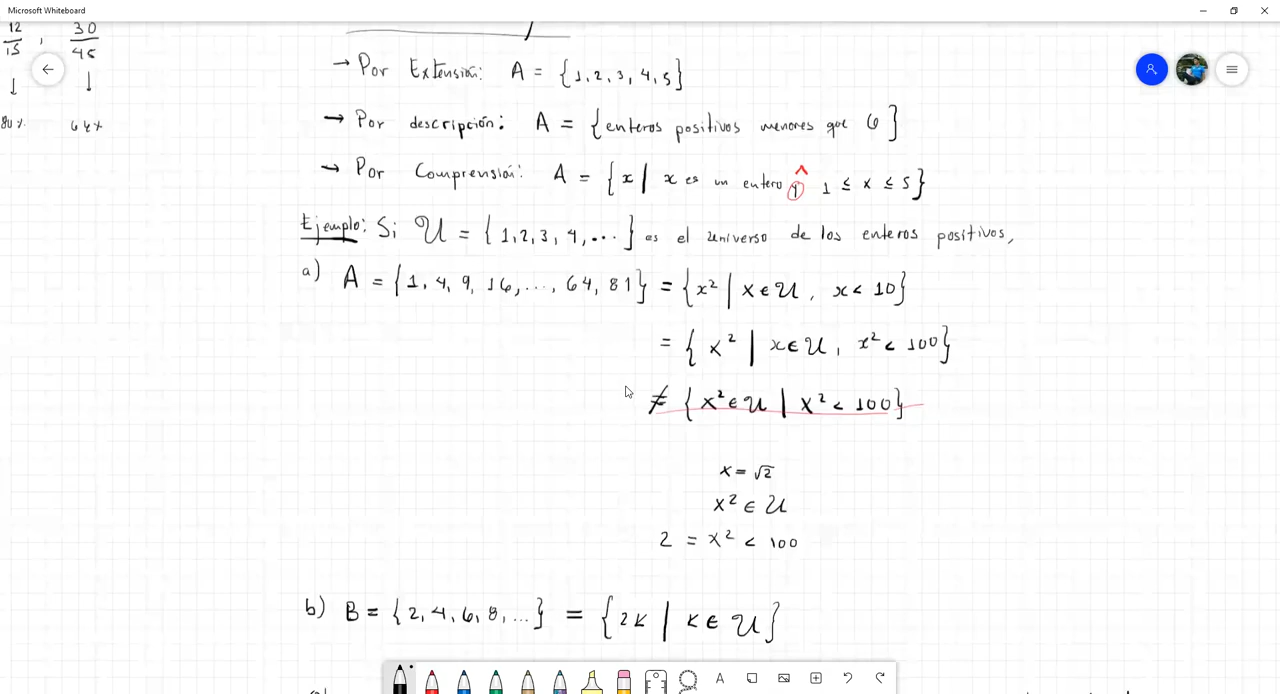 Microsoft Whiteboard
12/15 , 30/45
↓ ↓
80% 64%
→ Por Extensión: A = {1, 2, 3, 4, 5}
→ Por descripción: A = {enteros positivos menores que 6}
→ Por Comprensión: A = {x | x es un entero y ^ 1 ≤ x ≤ 5}
Ejemplo: Si U = {1, 2, 3, 4, ...} es el universo de los enteros positivos,
a) A = {1, 4, 9, 16, ..., 64, 81} = {x² | x ∈ U, x < 10}
= {x² | x ∈ U, x² < 100}
≠ {x² ∈ U | x² < 100}
x = √2
x² ∈ U
2 = x² < 100
b) B = {2, 4, 6, 8, ...} = {2K | K ∈ U}
A